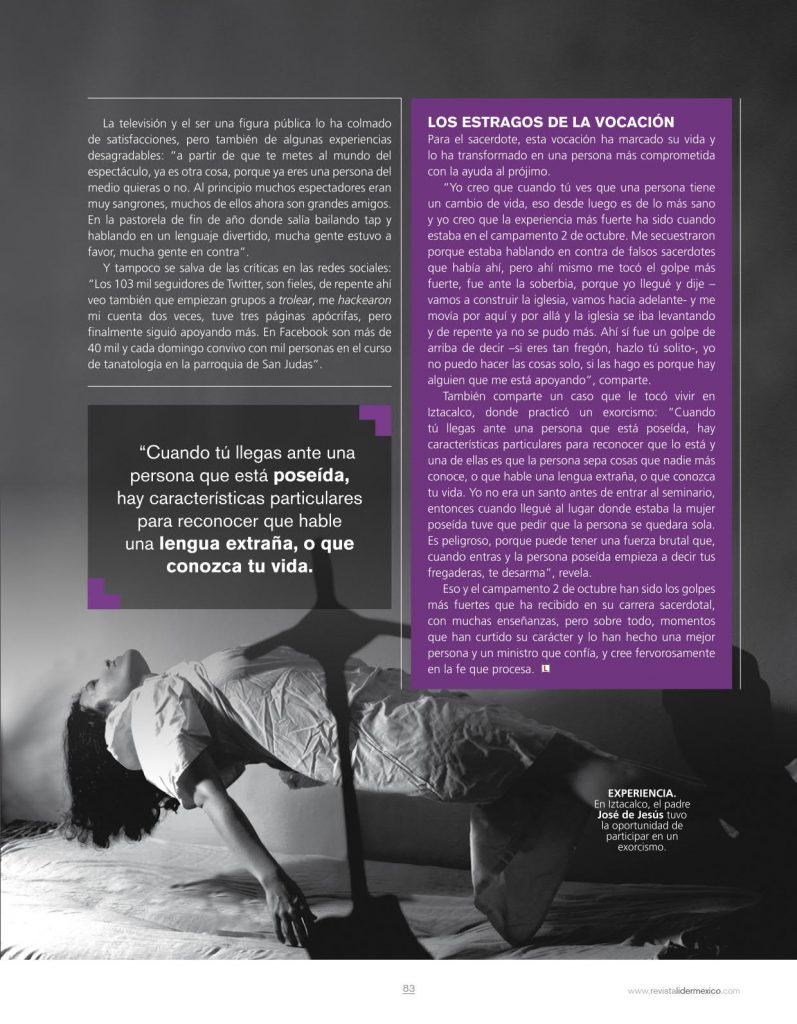 La televisión y el ser una figura pública lo ha colmado
de satisfacciones, pero también de algunas experiencias
desagradables: “a partir de que te metes al mundo del
espectáculo, ya es otra cosa, porque ya eres una persona del
medio quieras o no. Al principio muchos espectadores eran
muy sangrones, muchos de ellos ahora son grandes amigos.
En la pastorela de fin de año donde salía bailando tap y
hablando en un lenguaje divertido, mucha gente estuvo a
favor, mucha gente en contra”.
Y tampoco se salva de las críticas en las redes sociales:
“Los 103 mil seguidores de Twitter, son fieles, de repente ahí
veo también que empiezan grupos a trolear, me hackearon
mi cuenta dos veces, tuve tres páginas apócrifas, pero
finalmente siguió apoyando más. En Facebook son más de
40 mil y cada domingo convivo con mil personas en el curso
de tanatología en la parroquia de San Judas”.
“Cuando tú llegas ante una
persona que está poseída,
hay características particulares
para reconocer que hable
una lengua extraña, o que
conozca tu vida.
LOS ESTRAGOS DE LA VOCACIÓN
Para el sacerdote, esta vocación ha marcado su vida y
lo ha transformado en una persona más comprometida
con la ayuda al prójimo.
“Yo creo que cuando tú ves que una persona tiene
un cambio de vida, eso desde luego es de lo más sano
y yo creo que la experiencia más fuerte ha sido cuando
estaba en el campamento 2 de octubre. Me secuestraron
porque estaba hablando en contra de falsos sacerdotes
que había ahí, pero ahí mismo me tocó el golpe más
fuerte, fue ante la soberbia, porque yo llegué y dije –
vamos a construir la iglesia, vamos hacia adelante- y me
movía por aquí y por allá y la iglesia se iba levantando
y de repente ya no se pudo más. Ahí sí fue un golpe de
arriba de decir –si eres tan fregón, hazlo tú solito-, yo
no puedo hacer las cosas solo, si las hago es porque hay
alguien que me está apoyando”, comparte.
También comparte un caso que le tocó vivir en
Iztacalco, donde practicó un exorcismo: “Cuando
tú llegas ante una persona que está poseída, hay
características particulares para reconocer que lo está y
una de ellas es que la persona sepa cosas que nadie más
conoce, o que hable una lengua extraña, o que conozca
tu vida. Yo no era un santo antes de entrar al seminario,
entonces cuando llegué al lugar donde estaba la mujer
poseída tuve que pedir que la persona se quedara sola.
Es peligroso, porque puede tener una fuerza brutal que,
cuando entras y la persona poseída empieza a decir tus
fregaderas, te desarma”, revela.
Eso y el campamento 2 de octubre han sido los golpes
más fuertes que ha recibido en su carrera sacerdotal,
con muchas enseñanzas, pero sobre todo, momentos
que han curtido su carácter y lo han hecho una mejor
persona y un ministro que confía, y cree fervorosamente
en la fe que procesa. L
EXPERIENCIA.
En Iztacalco, el padre
José de Jesús tuvo
la oportunidad de
participar en un
exorcismo.
83
www.revistalidermexico.com